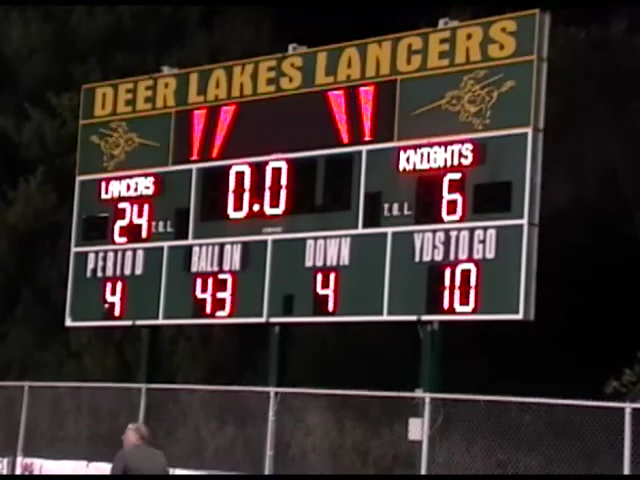 DEER LAKES LANCERS
LANCERS 0.0 KNIGHTS
24 T.O.L. T.O.L. 6
PERIOD BALL ON DOWN YDS TO GO
4 43 4 10